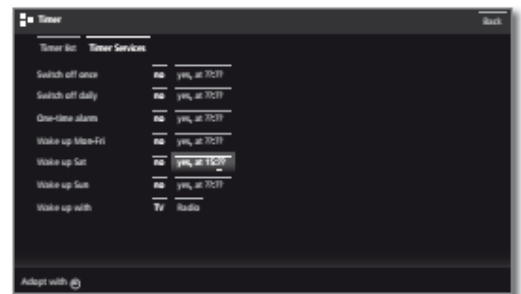 Timer Back
Timer list Timer Services
Switch off once no yes, at ??:??
Switch off daily no yes, at ??:??
One-time alarm no yes, at ??:??
Wake up Mon-Fri no yes, at ??:??
Wake up Sat no yes, at
Wake up Sun no yes, at ??:??
Wake up with TV Radio
Adopt with